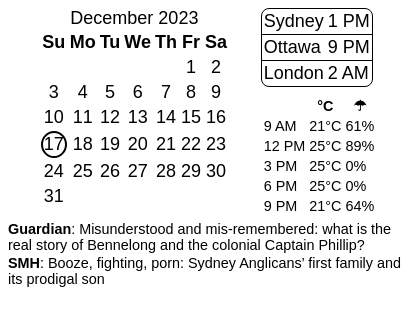 December 2023
Su Mo Tu We Th Fr Sa
1 2
3 4 5 6 7 8 9
10 11 12 13 14 15 16
17 18 19 20 21 22 23
24 25 26 27 28 29 30
31
Sydney 1 PM
Ottawa 9 PM
London 2 AM
°C ☂
9 AM 21°C 61%
12 PM 25°C 89%
3 PM 25°C 0%
6 PM 25°C 0%
9 PM 21°C 64%
Guardian: Misunderstood and mis-remembered: what is the
real story of Bennelong and the colonial Captain Phillip?
SMH: Booze, fighting, porn: Sydney Anglicans’ first family and
its prodigal son